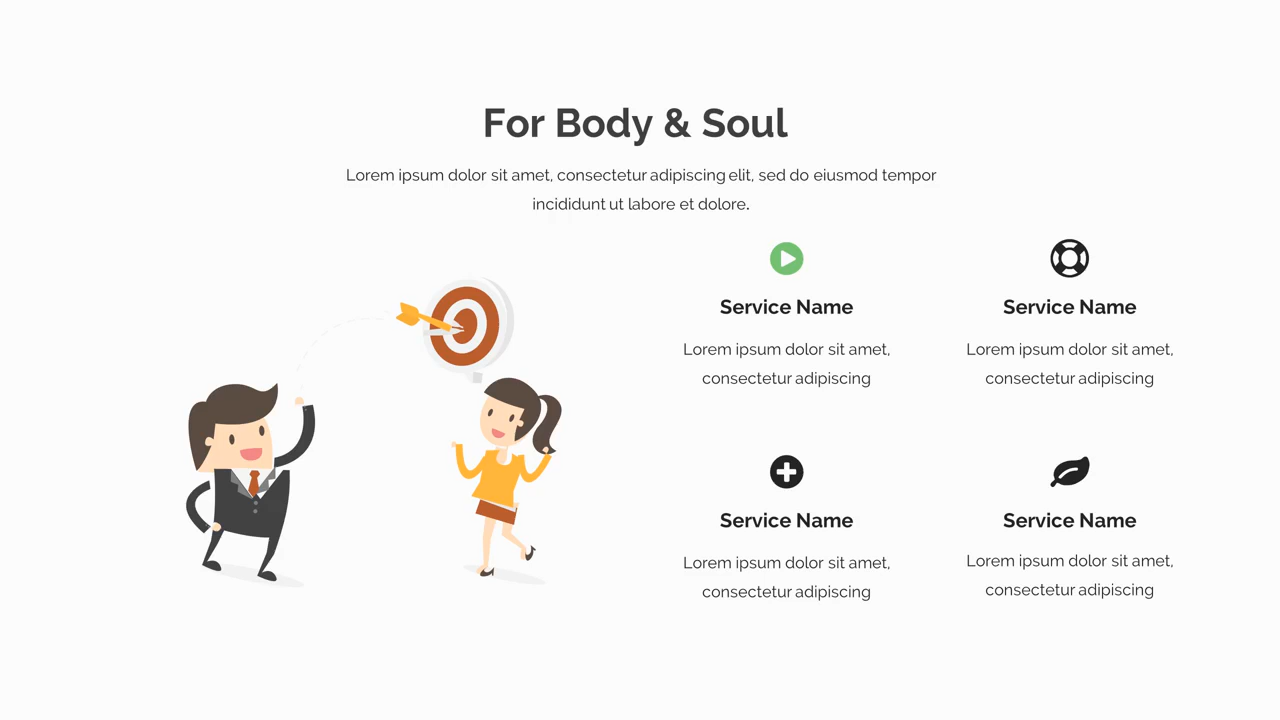 For Body & Soul
Lorem ipsum dolor sit amet, consectetur adipiscing elit, sed do eiusmod tempor
incididunt ut labore et dolore.
Service Name
Lorem ipsum dolor sit amet,
consectetur adipiscing
Service Name
Lorem ipsum dolor sit amet,
consectetur adipiscing
Service Name
Lorem ipsum dolor sit amet,
consectetur adipiscing
Service Name
Lorem ipsum dolor sit amet,
consectetur adipiscing